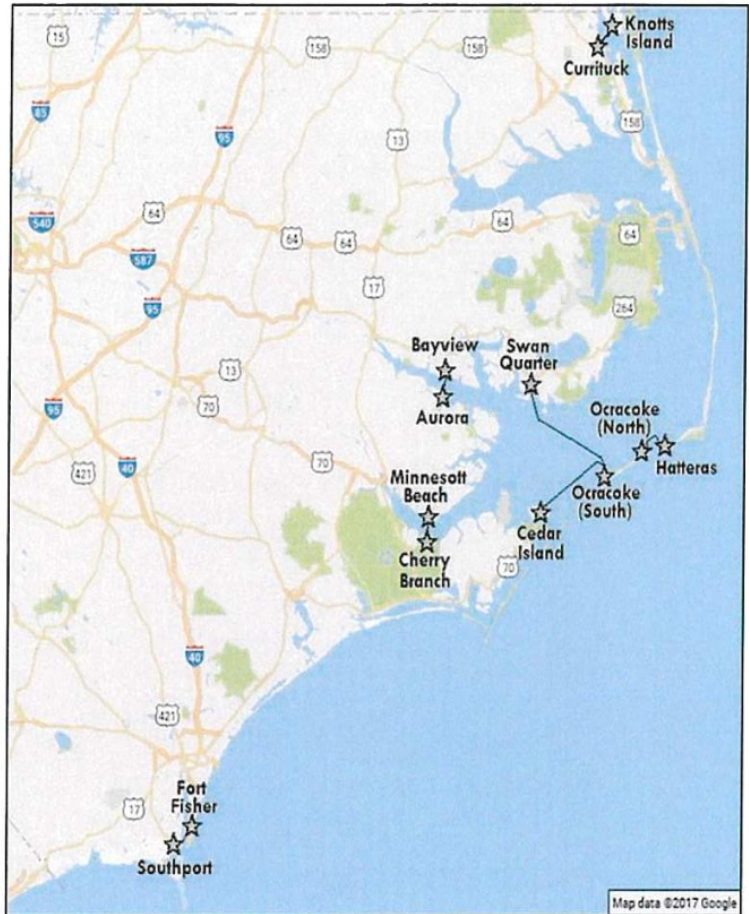 Knotts
Island
15
158
158
Currituck
85
95
13
158
64
540
64
64
64
64
587
17
95
264
Bayview
Swan
Quarter
13
Aurora
Ocracoke
(North)
95
70
Hatteras
421
40
70
Minnesott
Beach
Ocracoke
(South)
Cedar
Island
Cherry
Branch
70
40
421
Fort
Fisher
17
Southport
Map data ©2017 Google